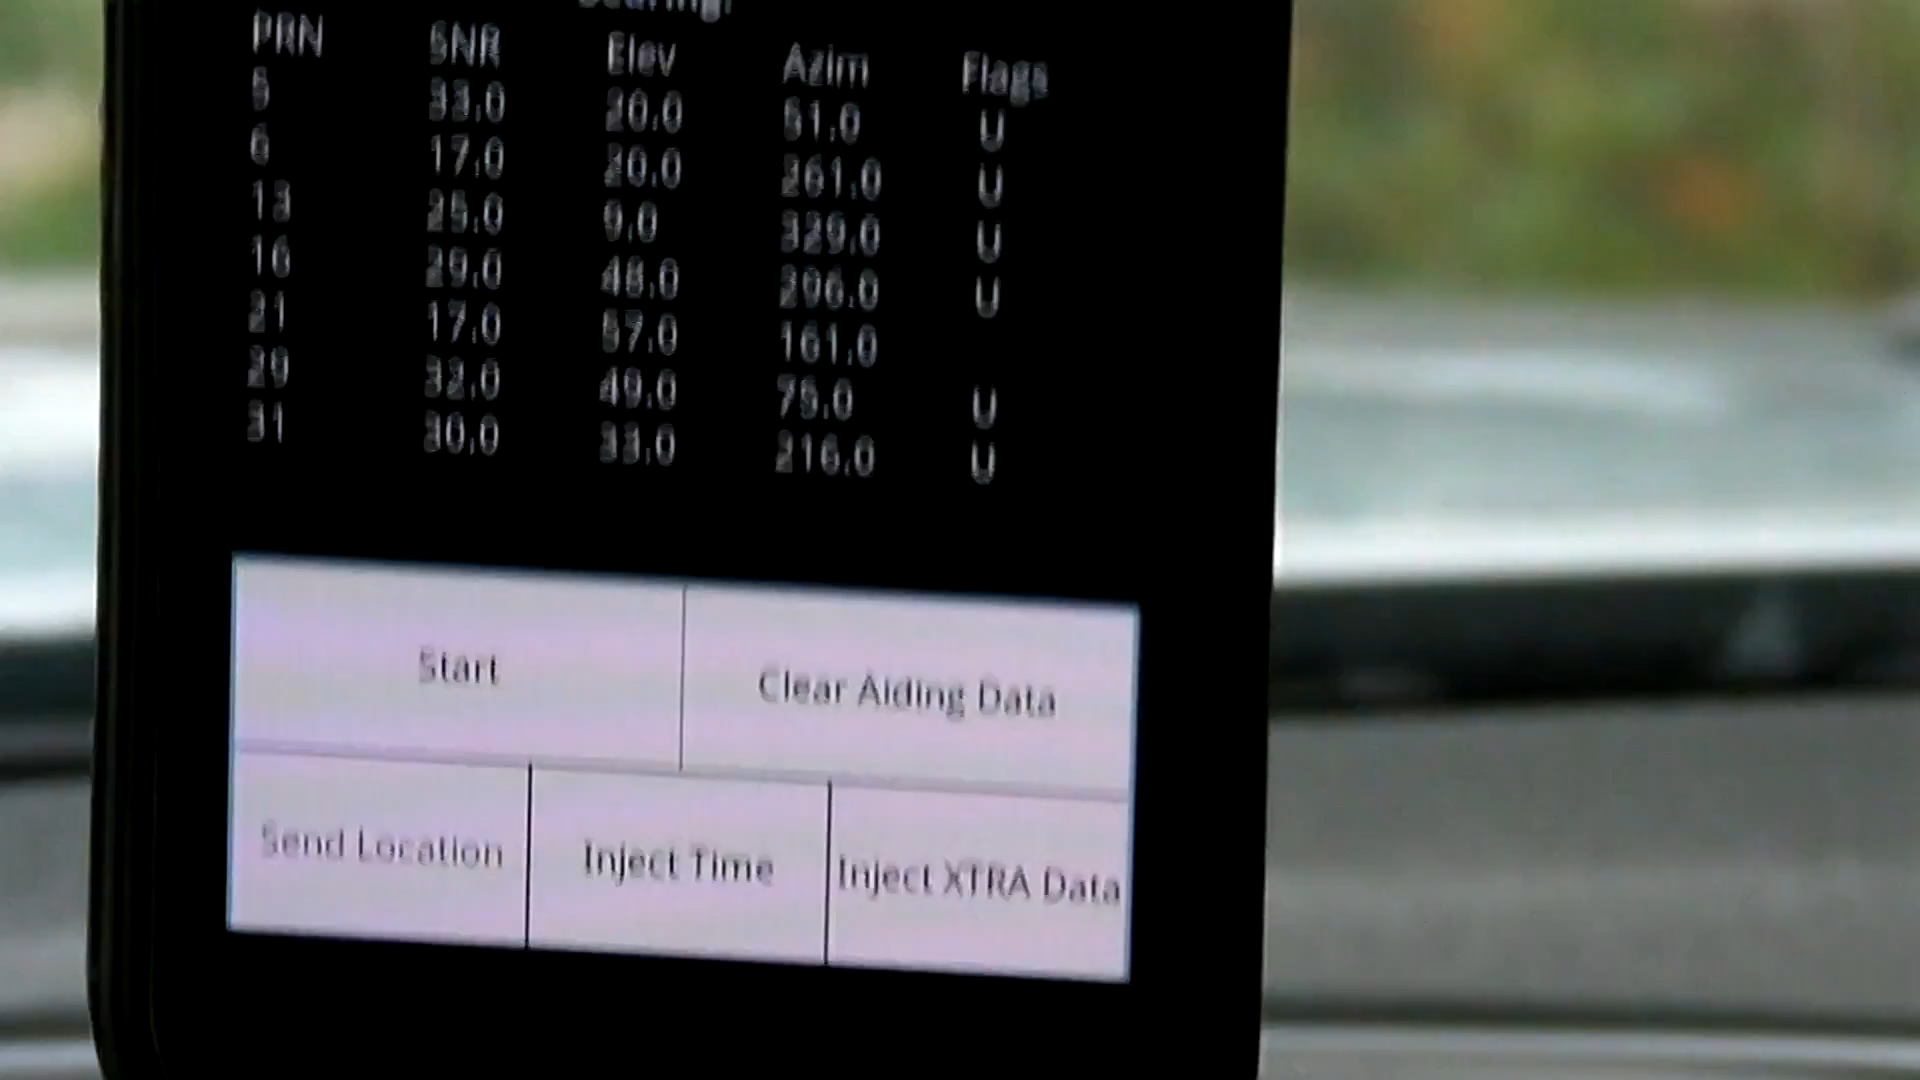 Bearing:
PRN SNR Elev Azim Flags
5 33.0 20.0 51.0 U
6 17.0 20.0 261.0 U
13 25.0 9.0 329.0 U
16 29.0 48.0 296.0 U
21 17.0 57.0 161.0
29 32.0 49.0 75.0 U
31 30.0 33.0 216.0 U
Start Clear Aiding Data
Send Location Inject Time Inject XTRA Data